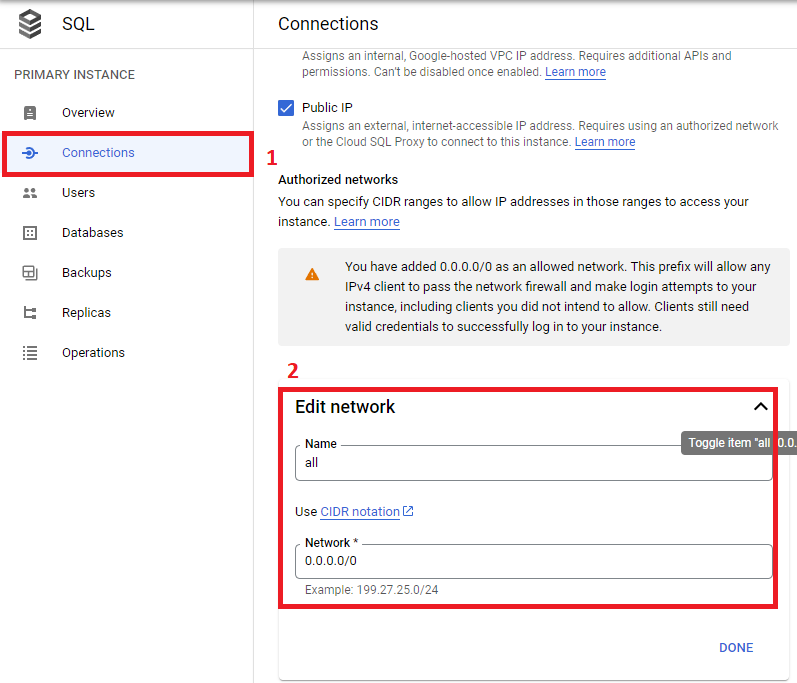 SQL
Connections
PRIMARY INSTANCE
Overview
Connections
Users
Databases
Backups
Replicas
Operations
1
Assigns an internal, Google-hosted VPC IP address. Requires additional APIs and
permissions. Can't be disabled once enabled. Learn more
Public IP
Assigns an external, internet-accessible IP address. Requires using an authorized network
or the Cloud SQL Proxy to connect to this instance. Learn more
Authorized networks
You can specify CIDR ranges to allow IP addresses in those ranges to access your
instance. Learn more
You have added 0.0.0.0/0 as an allowed network. This prefix will allow any
IPv4 client to pass the network firewall and make login attempts to your
instance, including clients you did not intend to allow. Clients still need
valid credentials to successfully log in to your instance.
2
Edit network
Toggle item "all 0.0.
Name
all
Use CIDR notation
Network *
0.0.0.0/0
Example: 199.27.25.0/24
DONE